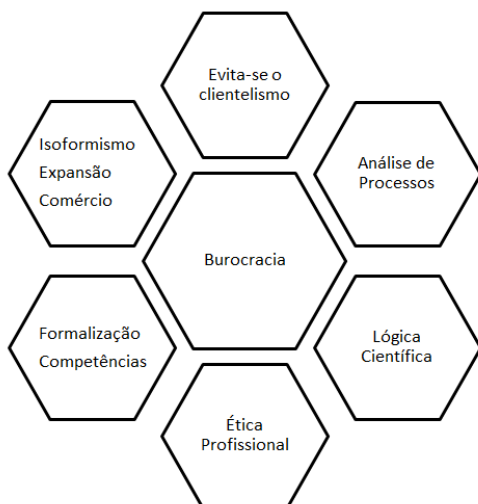 Evita-se o
clientelismo
Isoformismo
Expansão
Comércio
Análise de
Processos
Burocracia
Formalização
Competências
Lógica
Científica
Ética
Profissional